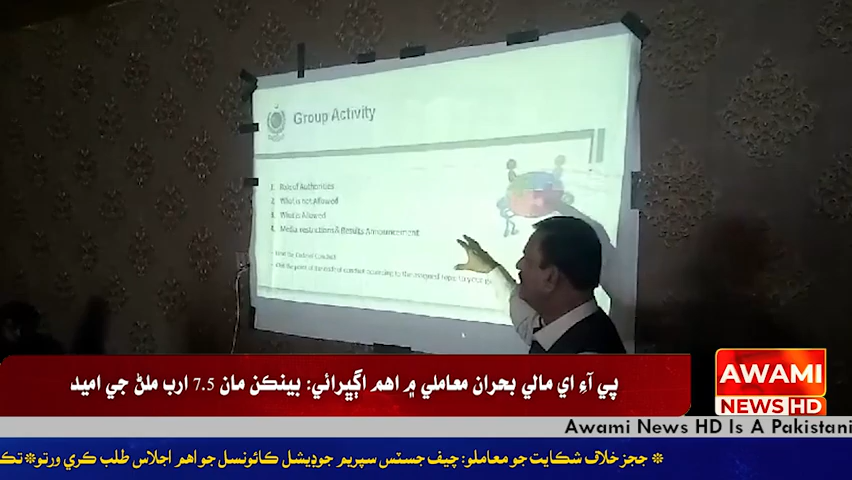 Group Activity
1. Role of Authorities
2. What is not Allowed
3. What is Allowed
4. Media restrictions & Results Announcement
پي آءِ اي مالي بحران معاملي ۾ اهم اڳڀرائي: بينڪن مان 7.5 ارب ملڻ جي اميد
AWAMI
NEWS HD
Awami News HD Is A Pakistani
* ججز خلاف شڪايت جو معاملو: چيف جسٽس سپريم جوڊيشل ڪائونسل جو اهم اجلاس طلب ڪري ورتو*